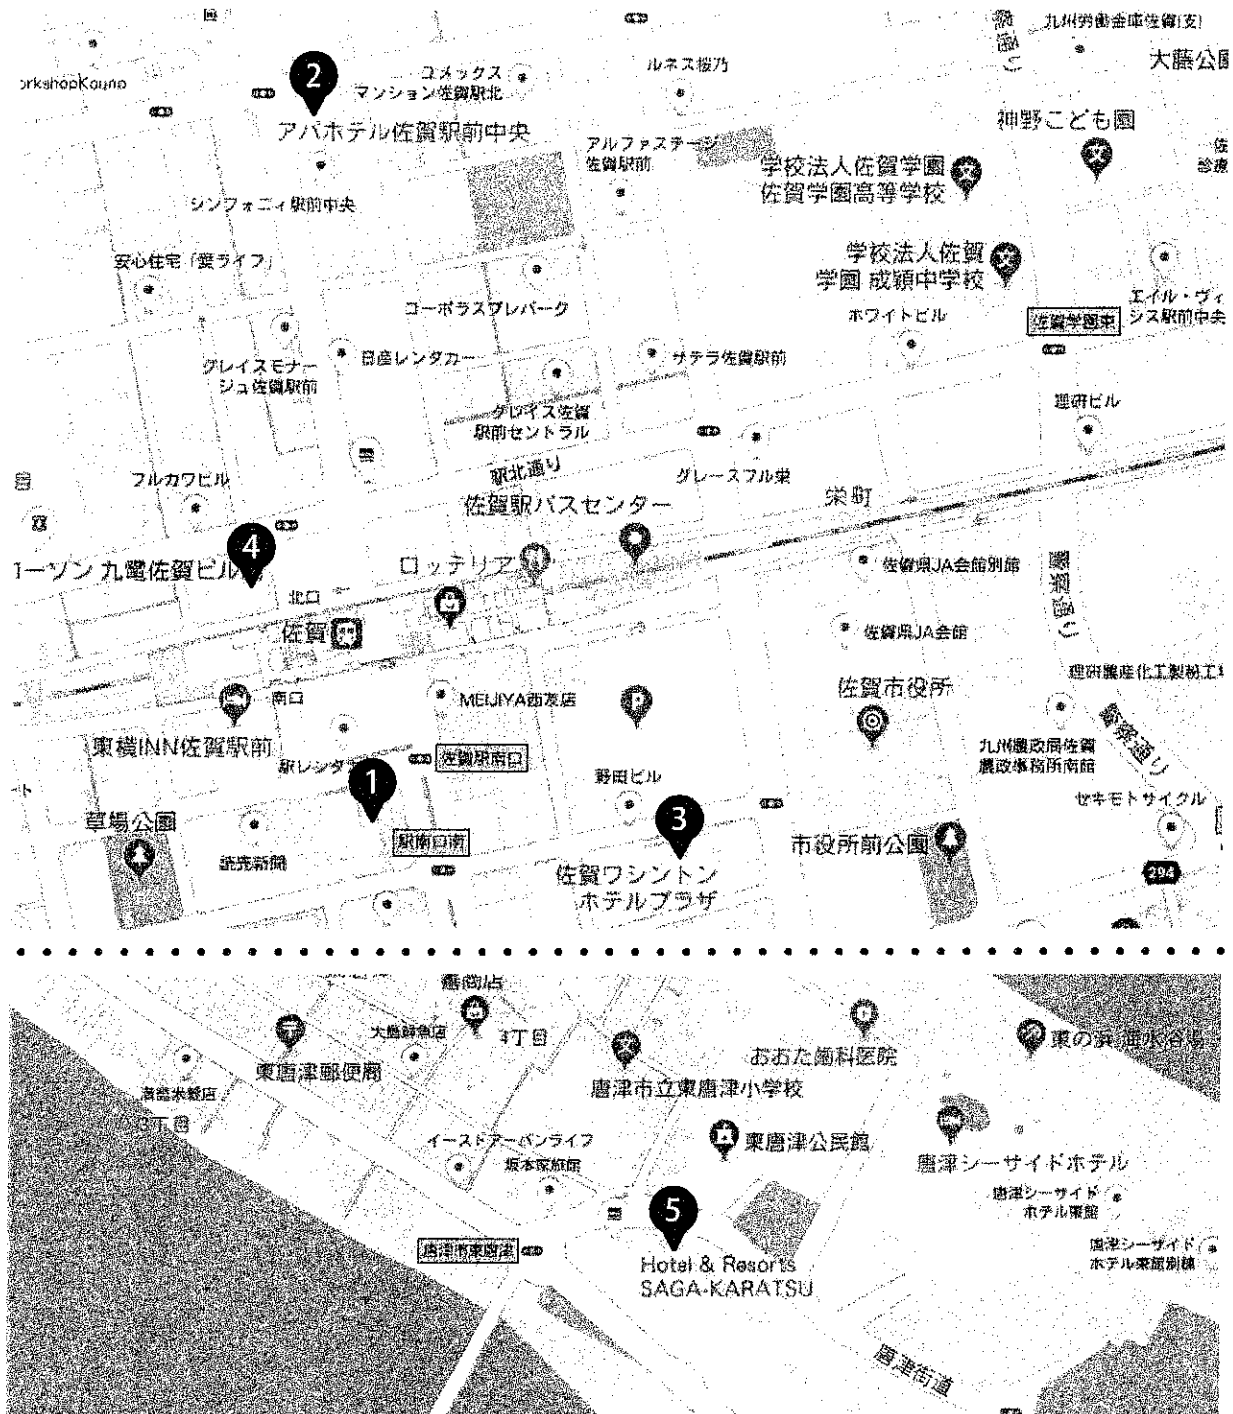 九州労働金庫佐賀(支)
orkshopKouno
2
ユメックス
マンション佐賀駅北
ルネス桜乃
大藤公園
アパホテル佐賀駅前中央
神野こども園
アルファステージ
佐賀駅前
学校法人佐賀学園
佐賀学園高等学校
シンフォニィ駅前中央
学校法人佐賀
学園 成穎中学校
安心住宅「愛ライフ」
コーポラスプレパーク
ホワイトビル
佐賀学園東
エイル・ヴィ
シス駅前中央
グレイスモナー
ジュ佐賀駅前
日産レンタカー
サテラ佐賀駅前
グレイス佐賀
駅前セントラル
理研ビル
駅北通り
フルカワビル
グレースフル栄
佐賀駅バスセンター
栄町
4
ーソン 九電佐賀ビル
ロッテリア
佐賀県JA会館別館
北口
佐賀
佐賀県JA会館
警察通り
理研農産化工製粉工場
南口
MEIJIYA西友店
P
佐賀市役所
東横INN佐賀駅前
駅レンタ
佐賀駅南口
九州農政局佐賀
農政事務所南館
警察通り
1
野田ビル
セキモトサイクル
草場公園
3
読売新聞
駅南口南
市役所前公園
佐賀ワシントン
ホテルプラザ
294
大島鮮魚店
4丁目
東唐津郵便局
おおた歯科医院
東の浜 海水浴場
唐津市立東唐津小学校
3丁目
イーストアーバンライフ
坂本家旅館
東唐津公民館
唐津シーサイドホテル
唐津シーサイド
ホテル東館
5
唐津市東唐津
Hotel & Resorts
SAGA-KARATSU
唐津シーサイド
ホテル東館別棟
唐津街道